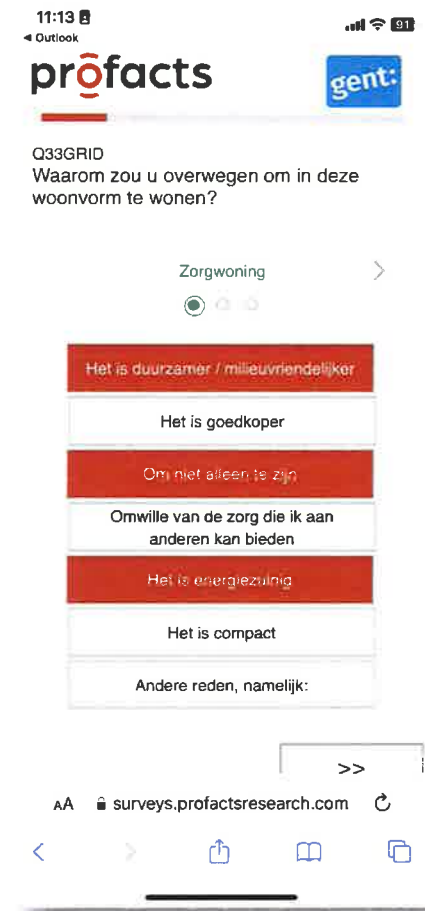 11:13
91
◀ Outlook
profacts
gent:
Q33GRID
Waarom zou u overwegen om in deze
woonvorm te wonen?
Zorgwoning
Het is duurzamer / milieuvriendelijker
Het is goedkoper
Om niet alleen te zijn
Omwille van de zorg die ik aan
anderen kan bieden
Het is energiezuinig
Het is compact
Andere reden, namelijk:
>>
AA surveys.profactsresearch.com